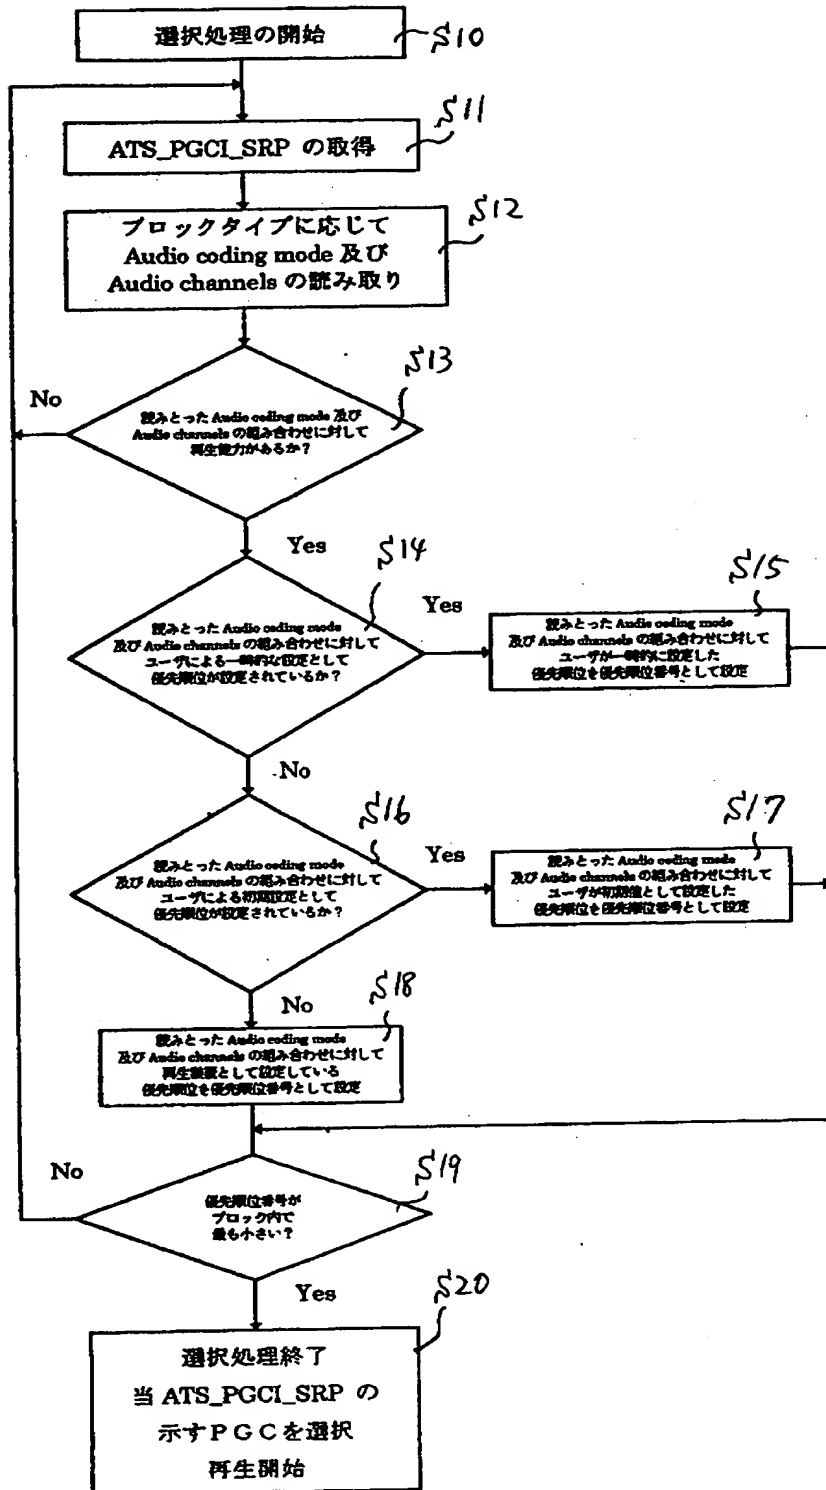 選択処理の開始
S10
S11
ATS_PGCI_SRP の取得
S12
ブロックタイプに応じて
Audio coding mode 及び
Audio channels の読み取り
S13
No
読みとった Audio coding mode 及び
Audio channels の組み合わせに対して
再生能力があるか？
Yes
S14
読みとった Audio coding mode
及び Audio channels の組み合わせに対して
ユーザによる一時的な設定として
優先順位が設定されているか？
Yes
S15
読みとった Audio coding mode
及び Audio channels の組み合わせに対して
ユーザが一時的に設定した
優先順位を優先順位番号として設定
No
S16
読みとった Audio coding mode
及び Audio channels の組み合わせに対して
ユーザによる初期設定として
優先順位が設定されているか？
Yes
S17
読みとった Audio coding mode
及び Audio channels の組み合わせに対して
ユーザが初期値として設定した
優先順位を優先順位番号として設定
No
S18
読みとった Audio coding mode
及び Audio channels の組み合わせに対して
再生装置として設定している
優先順位を優先順位番号として設定
No
S19
優先順位番号が
ブロック内で
最も小さい？
Yes
S20
選択処理終了
当 ATS_PGCI_SRP の
示すＰＧＣを選択
再生開始